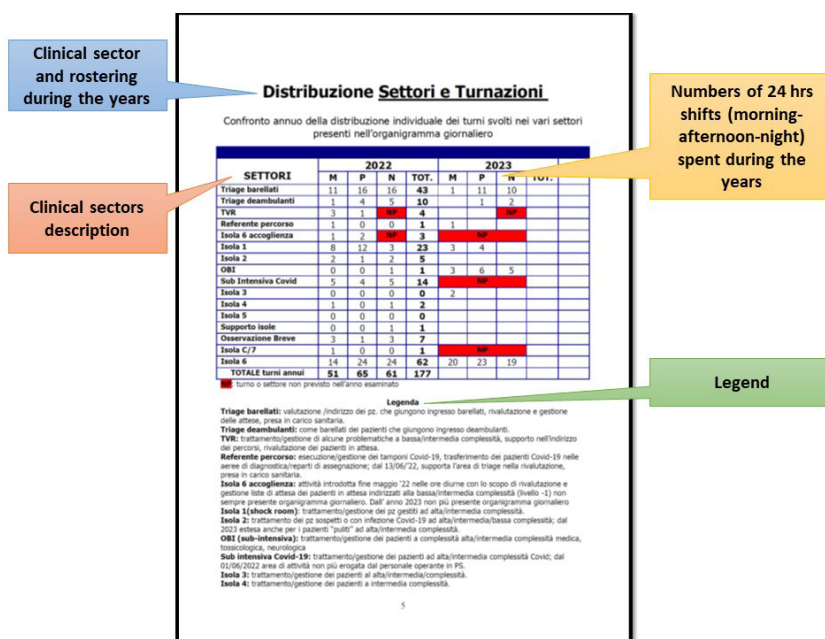 Clinical sector
and rostering
during the years
Distribuzione Settori e Turnazioni
Numbers of 24 hrs
shifts (morning-
afternoon-night)
spent during the
years
Confronto annuo della distribuzione individuale dei turni svolti nei vari settori
presenti nell'organigramma giornaliero
Clinical sectors
description
2022 2023
SETTORI M P N TOT. M P N TOT.
Triage barellati 11 16 16 43 1 11 10
Triage deambulanti 1 4 5 10 1 2
TVR 3 1 NP 4 NP
Referente percorso 1 0 0 1 1
Isola 6 accoglienza 1 2 NP 3 NP
Isola 1 8 12 3 23 3 4
Isola 2 2 1 2 5
OBI 0 0 1 1 3 6 5
Sub Intensiva Covid 5 4 5 14 NP
Isola 3 0 0 0 0 2
Isola 4 1 0 1 2
Isola 5 0 0 0 0
Supporto isole 0 0 1 1
Osservazione Breve 3 1 3 7
Isola C/7 1 0 0 1 NP
Isola 6 14 24 24 62 20 23 19
TOTALE turni annui 51 65 61 177
NP: turno o settore non previsto nell'anno esaminato
Legend
Legenda
Triage barellati: valutazione /indirizzo dei pz. che giungono ingresso barellati, rivalutazione e gestione
delle attese, presa in carico sanitaria.
Triage deambulanti: come barellati dei pazienti che giungono ingresso deambulanti.
TVR: trattamento/gestione di alcune problematiche a bassa/intermedia complessità, supporto nell'indirizzo
dei percorsi, rivalutazione dei pazienti in attesa.
Referente percorso: esecuzione/gestione dei tamponi Covid-19, trasferimento dei pazienti Covid-19 nelle
aeree di diagnostica/reparti di assegnazione; dal 13/06/'22, supporta l'area di triage nella rivalutazione,
presa in carico sanitaria.
Isola 6 accoglienza: attività introdotta fine maggio '22 nelle ore diurne con lo scopo di rivalutazione e
gestione liste di attesa dei pazienti in attesa indirizzati alla bassa/intermedia complessità (livello -1) non
sempre presente organigramma giornaliero. Dall' anno 2023 non più presente organigramma giornaliero
Isola 1(shock room): trattamento/gestione dei pz gestiti ad alta/intermedia complessità.
Isola 2: trattamento dei pz sospetti o con infezione Covid-19 ad alta/intermedia/bassa complessità; dal
2023 estesa anche per i pazienti "puliti" ad alta/intermedia complessità.
OBI (sub-intensiva): trattamento/gestione dei pazienti a complessità alta/intermedia complessità medica,
tossicologica, neurologica
Sub intensiva Covid-19: trattamento/gestione dei pazienti ad alta/intermedia complessità Covid; dal
01/06/2022 area di attività non più erogata dal personale operante in PS.
Isola 3: trattamento/gestione dei pazienti al alta/intermedia/complessità.
Isola 4: trattamento/gestione dei pazienti a intermedia complessità.
5